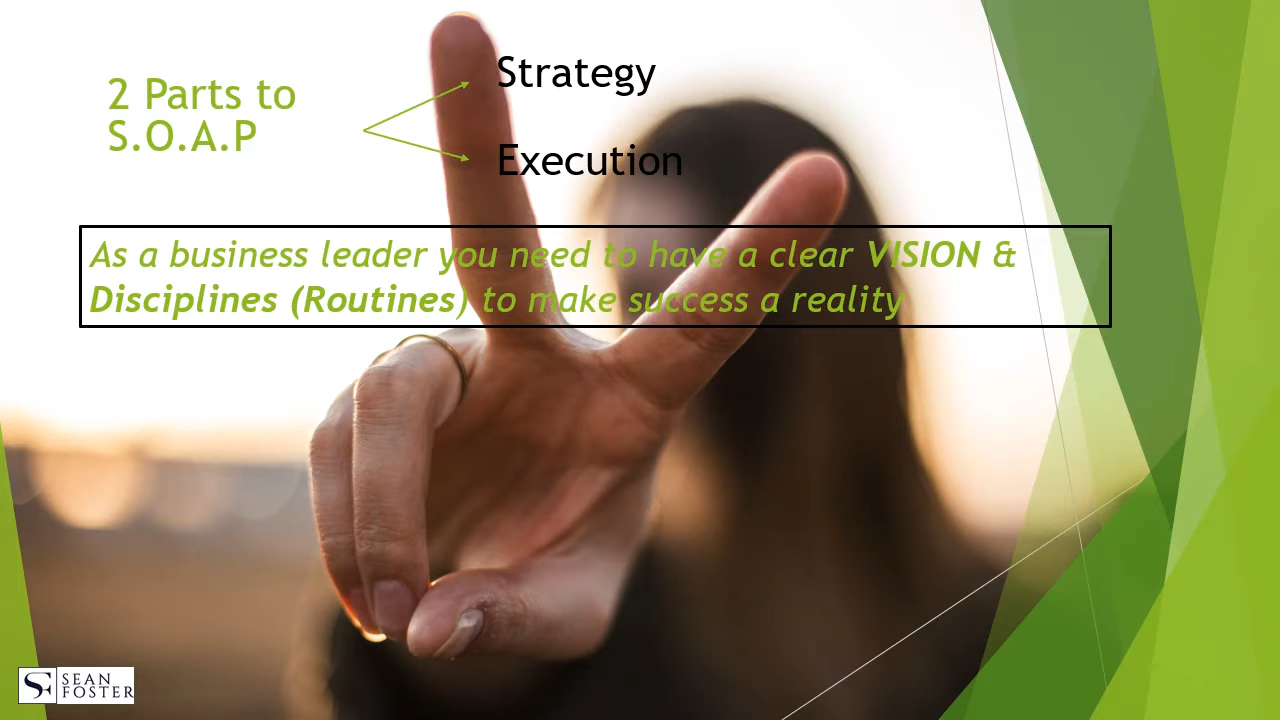 2 Parts to
S.O.A.P
Strategy
Execution
As a business leader you need to have a clear VISION &
Disciplines (Routines) to make success a reality
SF SEAN
FOSTER